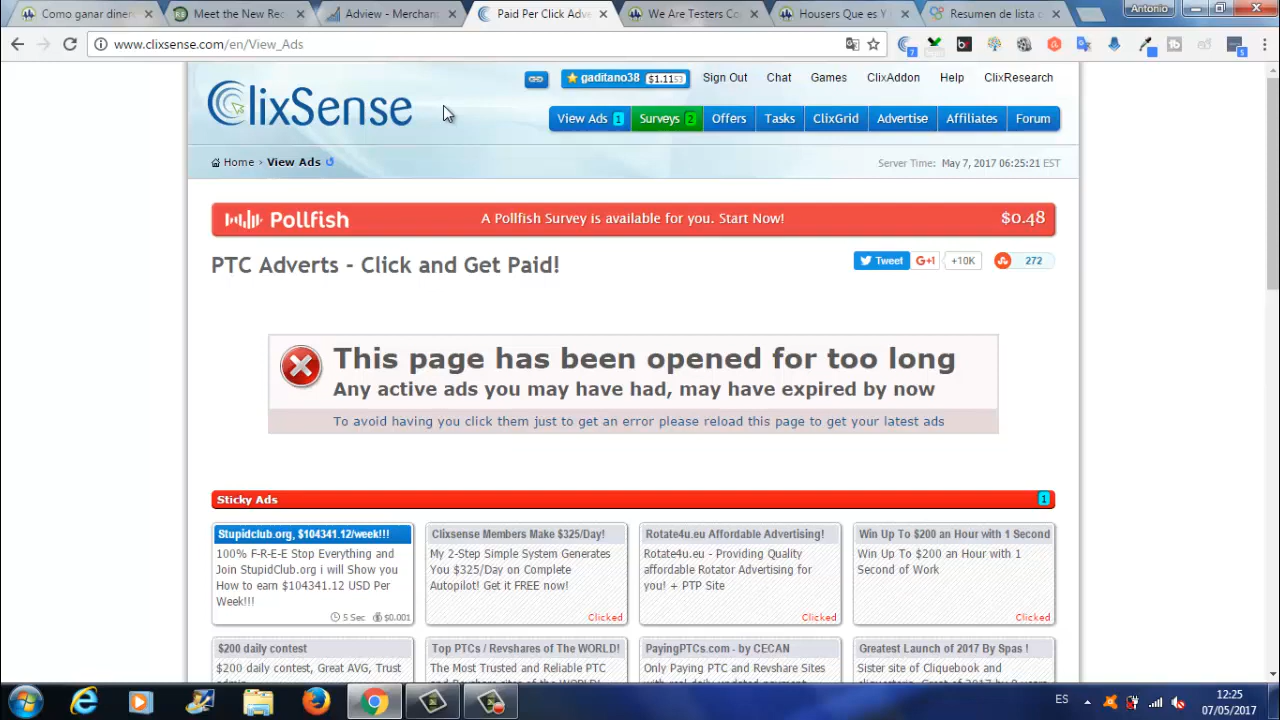 Como ganar diner
Meet the New Rec
Adview - Merchan
Paid Per Click Adve
We Are Testers Co
Housers Que es Y
Resumen de lista d
Antonio
www.clixsense.com/en/View_Ads
7
5
ClixSense
gaditano38 $1.1153
Sign Out
Chat
Games
ClixAddon
Help
ClixResearch
View Ads 1
Surveys 2
Offers
Tasks
ClixGrid
Advertise
Affiliates
Forum
Home › View Ads
Server Time: May 7, 2017 06:25:21 EST
Pollfish
A Pollfish Survey is available for you. Start Now!
$0.48
PTC Adverts - Click and Get Paid!
Tweet
G+1
+10K
272
This page has been opened for too long
Any active ads you may have had, may have expired by now
To avoid having you click them just to get an error please reload this page to get your latest ads
Sticky Ads
1
Stupidclub.org, $104341.12/week!!!
100% F-R-E-E Stop Everything and
Join StupidClub.org i will Show you
How to earn $104341.12 USD Per
Week!!!
5 Sec $0.001
Clixsense Members Make $325/Day!
My 2-Step Simple System Generates
You $325/Day on Complete
Autopilot! Get it FREE now!
Clicked
Rotate4u.eu Affordable Advertising!
Rotate4u.eu - Providing Quality
affordable Rotator Advertising for
you! + PTP Site
Clicked
Win Up To $200 an Hour with 1 Second
Win Up To $200 an Hour with 1
Second of Work
Clicked
$200 daily contest
$200 daily contest, Great AVG, Trust
Top PTCs / Revshares of The WORLD!
The Most Trusted and Reliable PTC
PayingPTCs.com - by CECAN
Only Paying PTC and Revshare Sites
Greatest Launch of 2017 By Spas !
Sister site of Cliquebook and
ES
12:25
07/05/2017